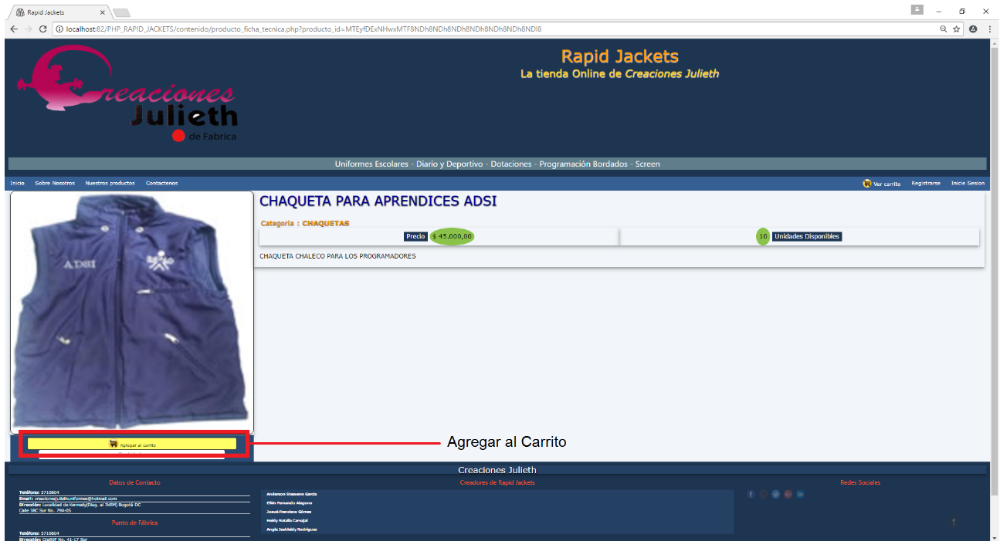 Rapid Jackets
localhost:82/PHP_RAPID_JACKETS/contenido/producto_ficha_tecnica.php?producto_id=MTEyfDExNHwxMTF8NDh8NDh8NDh8NDh8NDh8NDh8NDI8
Creaciones
Julieth
de Fabrica
Rapid Jackets
La tienda Online de Creaciones Julieth
Uniformes Escolares - Diario y Deportivo - Dotaciones - Programación Bordados - Screen
Inicio Sobre Nosotros Nuestros productos Contactenos Ver carrito Registrarse Inicie Sesion
ADSI
CHAQUETA PARA APRENDICES ADSI
Categoria : CHAQUETAS
Precio $ 45.000,00 10 Unidades Disponibles
CHAQUETA CHALECO PARA LOS PROGRAMADORES
Agregar al carrito
Agregar al Carrito
Creaciones Julieth
Datos de Contacto
Teléfono: 5710604
Email: creacionesjuliethuniformes@hotmail.com
Dirección: Localidad de Kennedy(Diag. al INEM) Bogotá DC
Calle 38C Sur No. 79A-05
Punto de Fábrica
Teléfono: 5710604
Dirección: Cra80F No. 41-17 Sur
Creadores de Rapid Jackets
Anderson Steavenn Garcia
Elkin Fernando Alagona
Josué Francisco Gómez
Heidy Natalia Carvajal
Angie Jeabfeldy Rodriguez
Redes Sociales